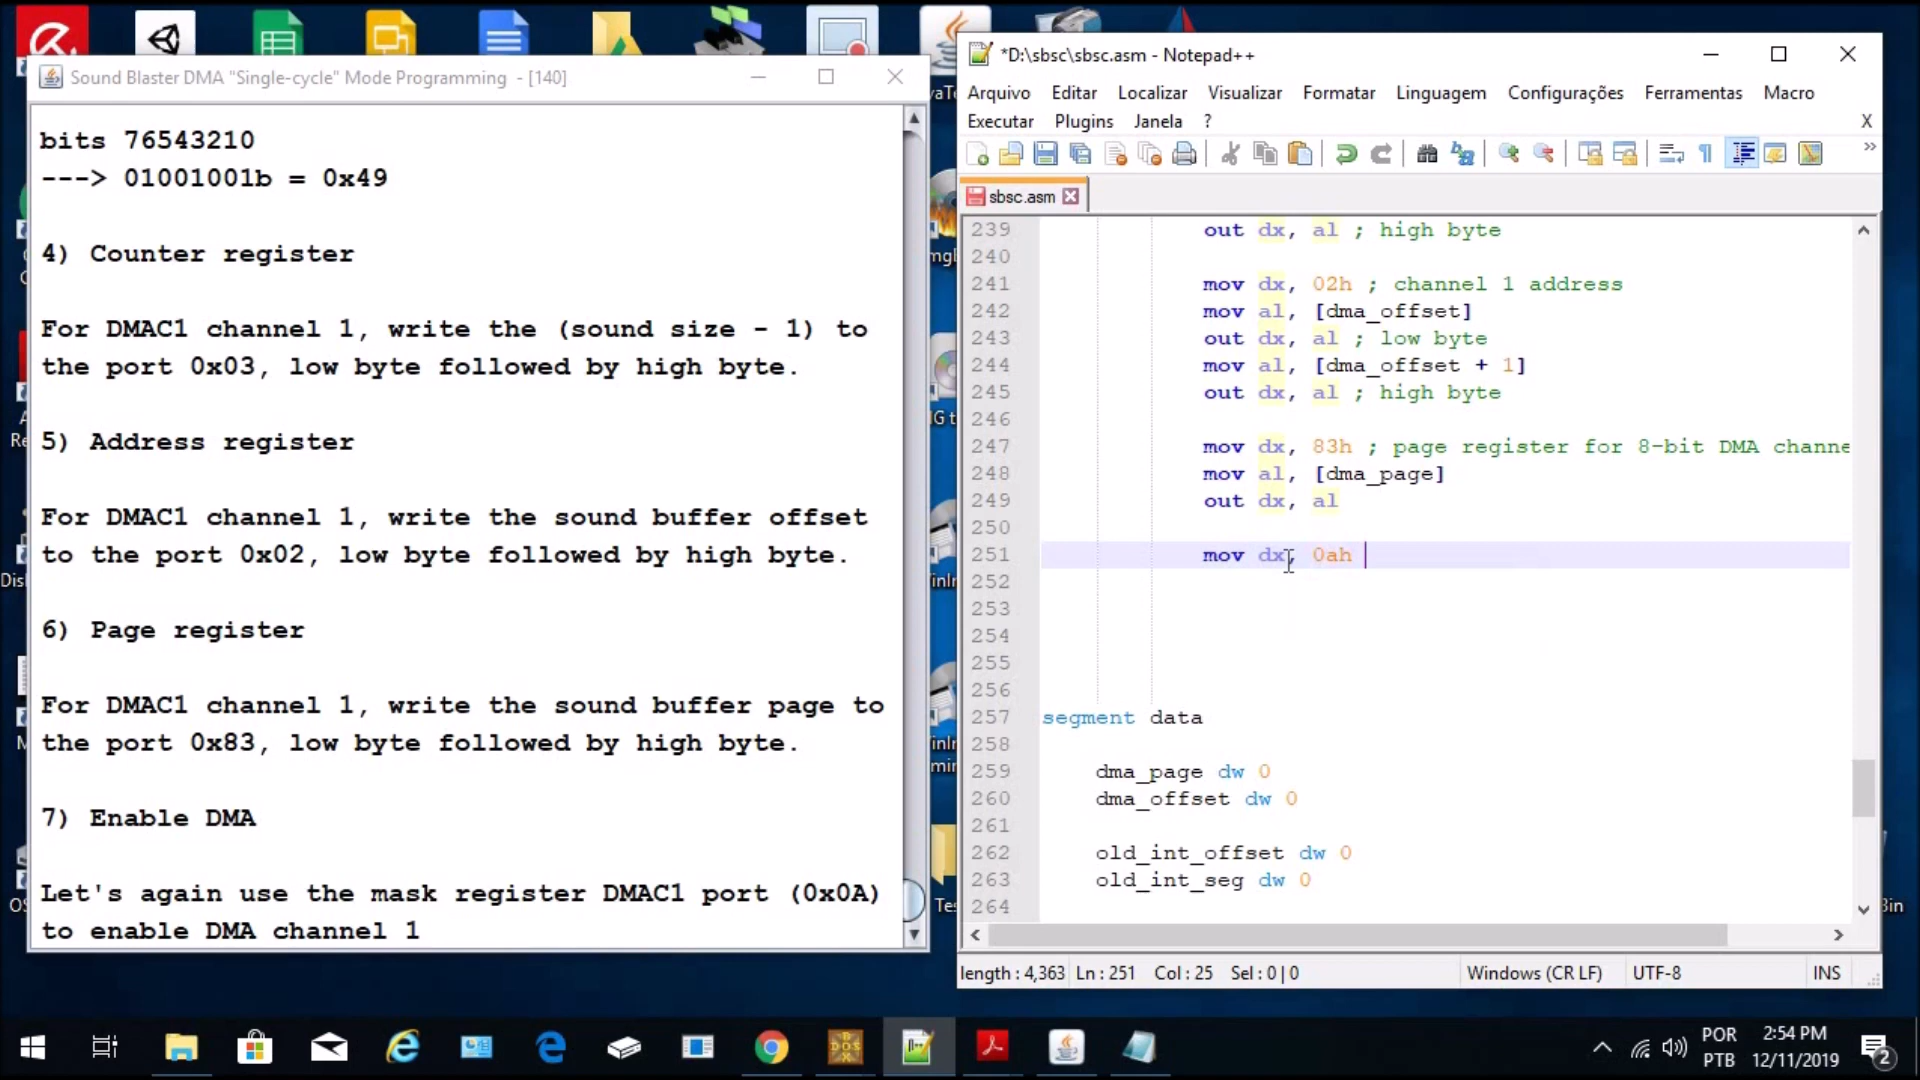 Sound Blaster DMA "Single-cycle" Mode Programming - [140]
bits 76543210
---> 01001001b = 0x49
4) Counter register
For DMAC1 channel 1, write the (sound size - 1) to
the port 0x03, low byte followed by high byte.
5) Address register
For DMAC1 channel 1, write the sound buffer offset
to the port 0x02, low byte followed by high byte.
6) Page register
For DMAC1 channel 1, write the sound buffer page to
the port 0x83, low byte followed by high byte.
7) Enable DMA
Let's again use the mask register DMAC1 port (0x0A)
to enable DMA channel 1
*D:\sbsc\sbsc.asm - Notepad++
Arquivo Editar Localizar Visualizar Formatar Linguagem Configurações Ferramentas Macro
Executar Plugins Janela ? X
sbsc.asm
239 out dx, al ; high byte
240
241 mov dx, 02h ; channel 1 address
242 mov al, [dma_offset]
243 out dx, al ; low byte
244 mov al, [dma_offset + 1]
245 out dx, al ; high byte
246
247 mov dx, 83h ; page register for 8-bit DMA channe
248 mov al, [dma_page]
249 out dx, al
250
251 mov dx, 0ah
252
253
254
255
256
257 segment data
258
259 dma_page dw 0
260 dma_offset dw 0
261
262 old_int_offset dw 0
263 old_int_seg dw 0
264
length : 4,363 Ln : 251 Col : 25 Sel : 0 | 0 Windows (CR LF) UTF-8 INS
POR 2:54 PM
PTB 12/11/2019 2